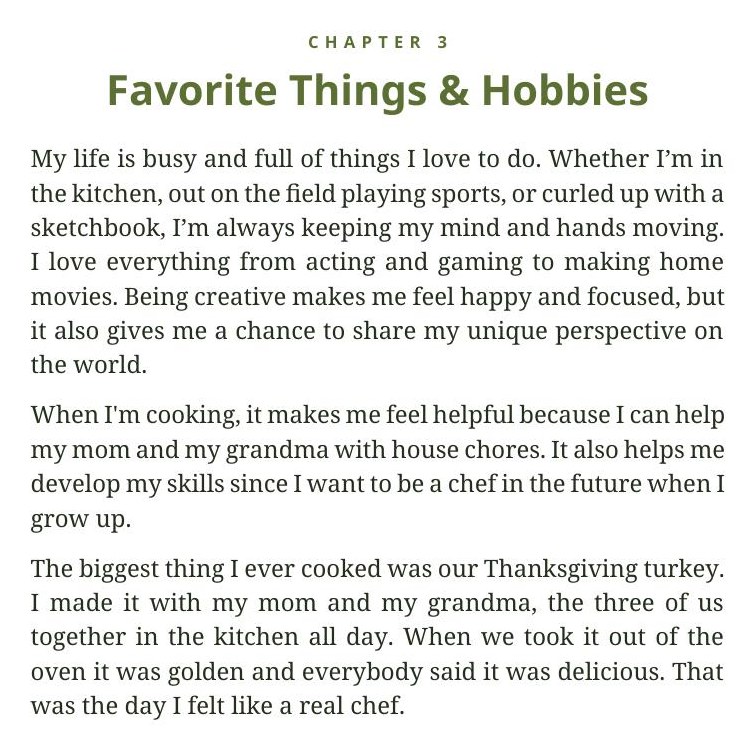 CHAPTER 3
Favorite Things & Hobbies
My life is busy and full of things I love to do. Whether I’m in
the kitchen, out on the field playing sports, or curled up with a
sketchbook, I’m always keeping my mind and hands moving.
I love everything from acting and gaming to making home
movies. Being creative makes me feel happy and focused, but
it also gives me a chance to share my unique perspective on
the world.
When I'm cooking, it makes me feel helpful because I can help
my mom and my grandma with house chores. It also helps me
develop my skills since I want to be a chef in the future when I
grow up.
The biggest thing I ever cooked was our Thanksgiving turkey.
I made it with my mom and my grandma, the three of us
together in the kitchen all day. When we took it out of the
oven it was golden and everybody said it was delicious. That
was the day I felt like a real chef.